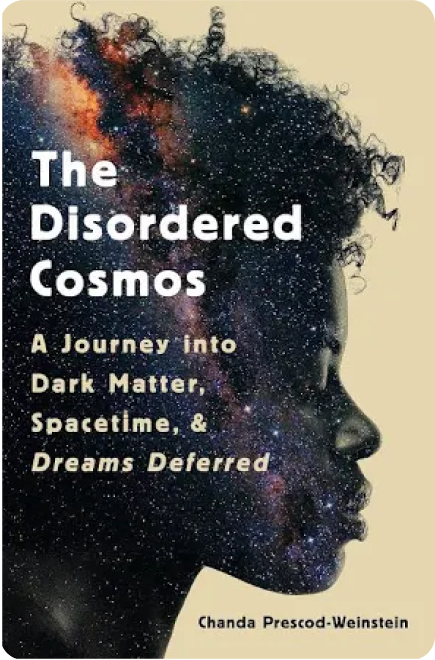 The
Disordered
Cosmos
A Journey into
Dark Matter,
Spacetime, &
Dreams Deferred
Chanda Prescod-Weinstein